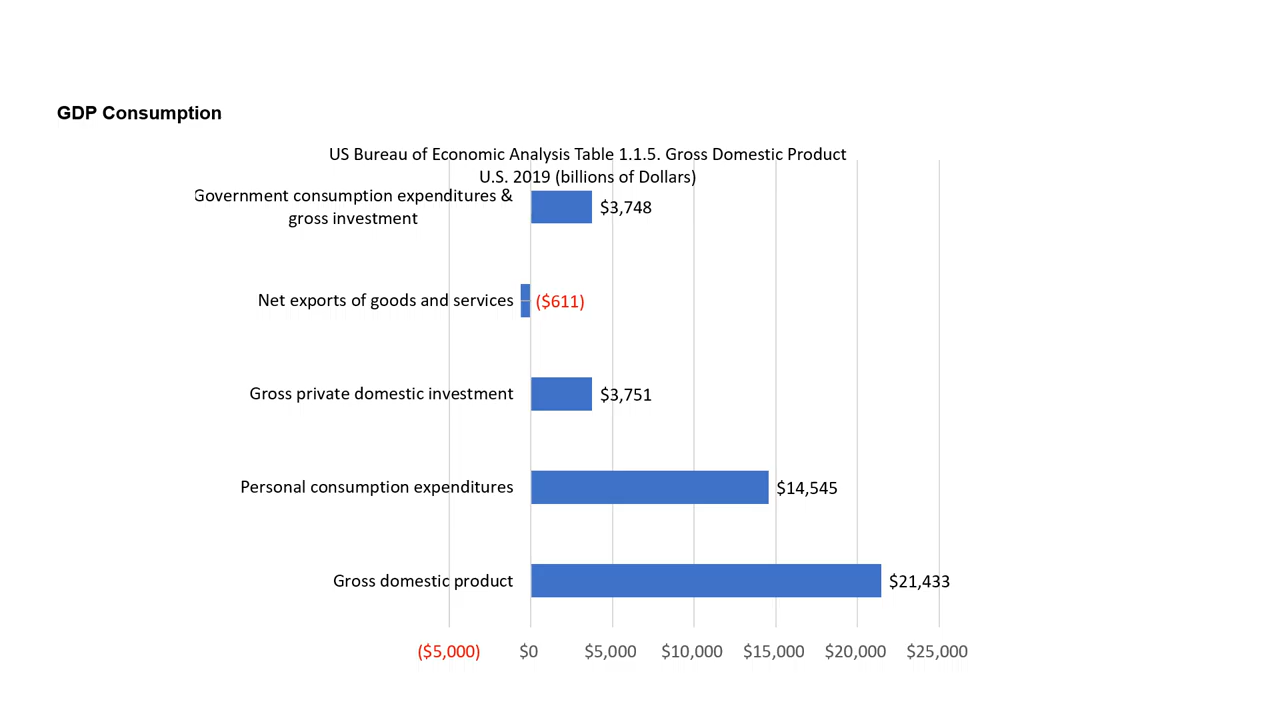 GDP Consumption
US Bureau of Economic Analysis Table 1.1.5. Gross Domestic Product
U.S. 2019 (billions of Dollars)
Government consumption expenditures &
gross investment
$3,748
Net exports of goods and services
($611)
Gross private domestic investment
$3,751
Personal consumption expenditures
$14,545
Gross domestic product
$21,433
($5,000) $0 $5,000 $10,000 $15,000 $20,000 $25,000